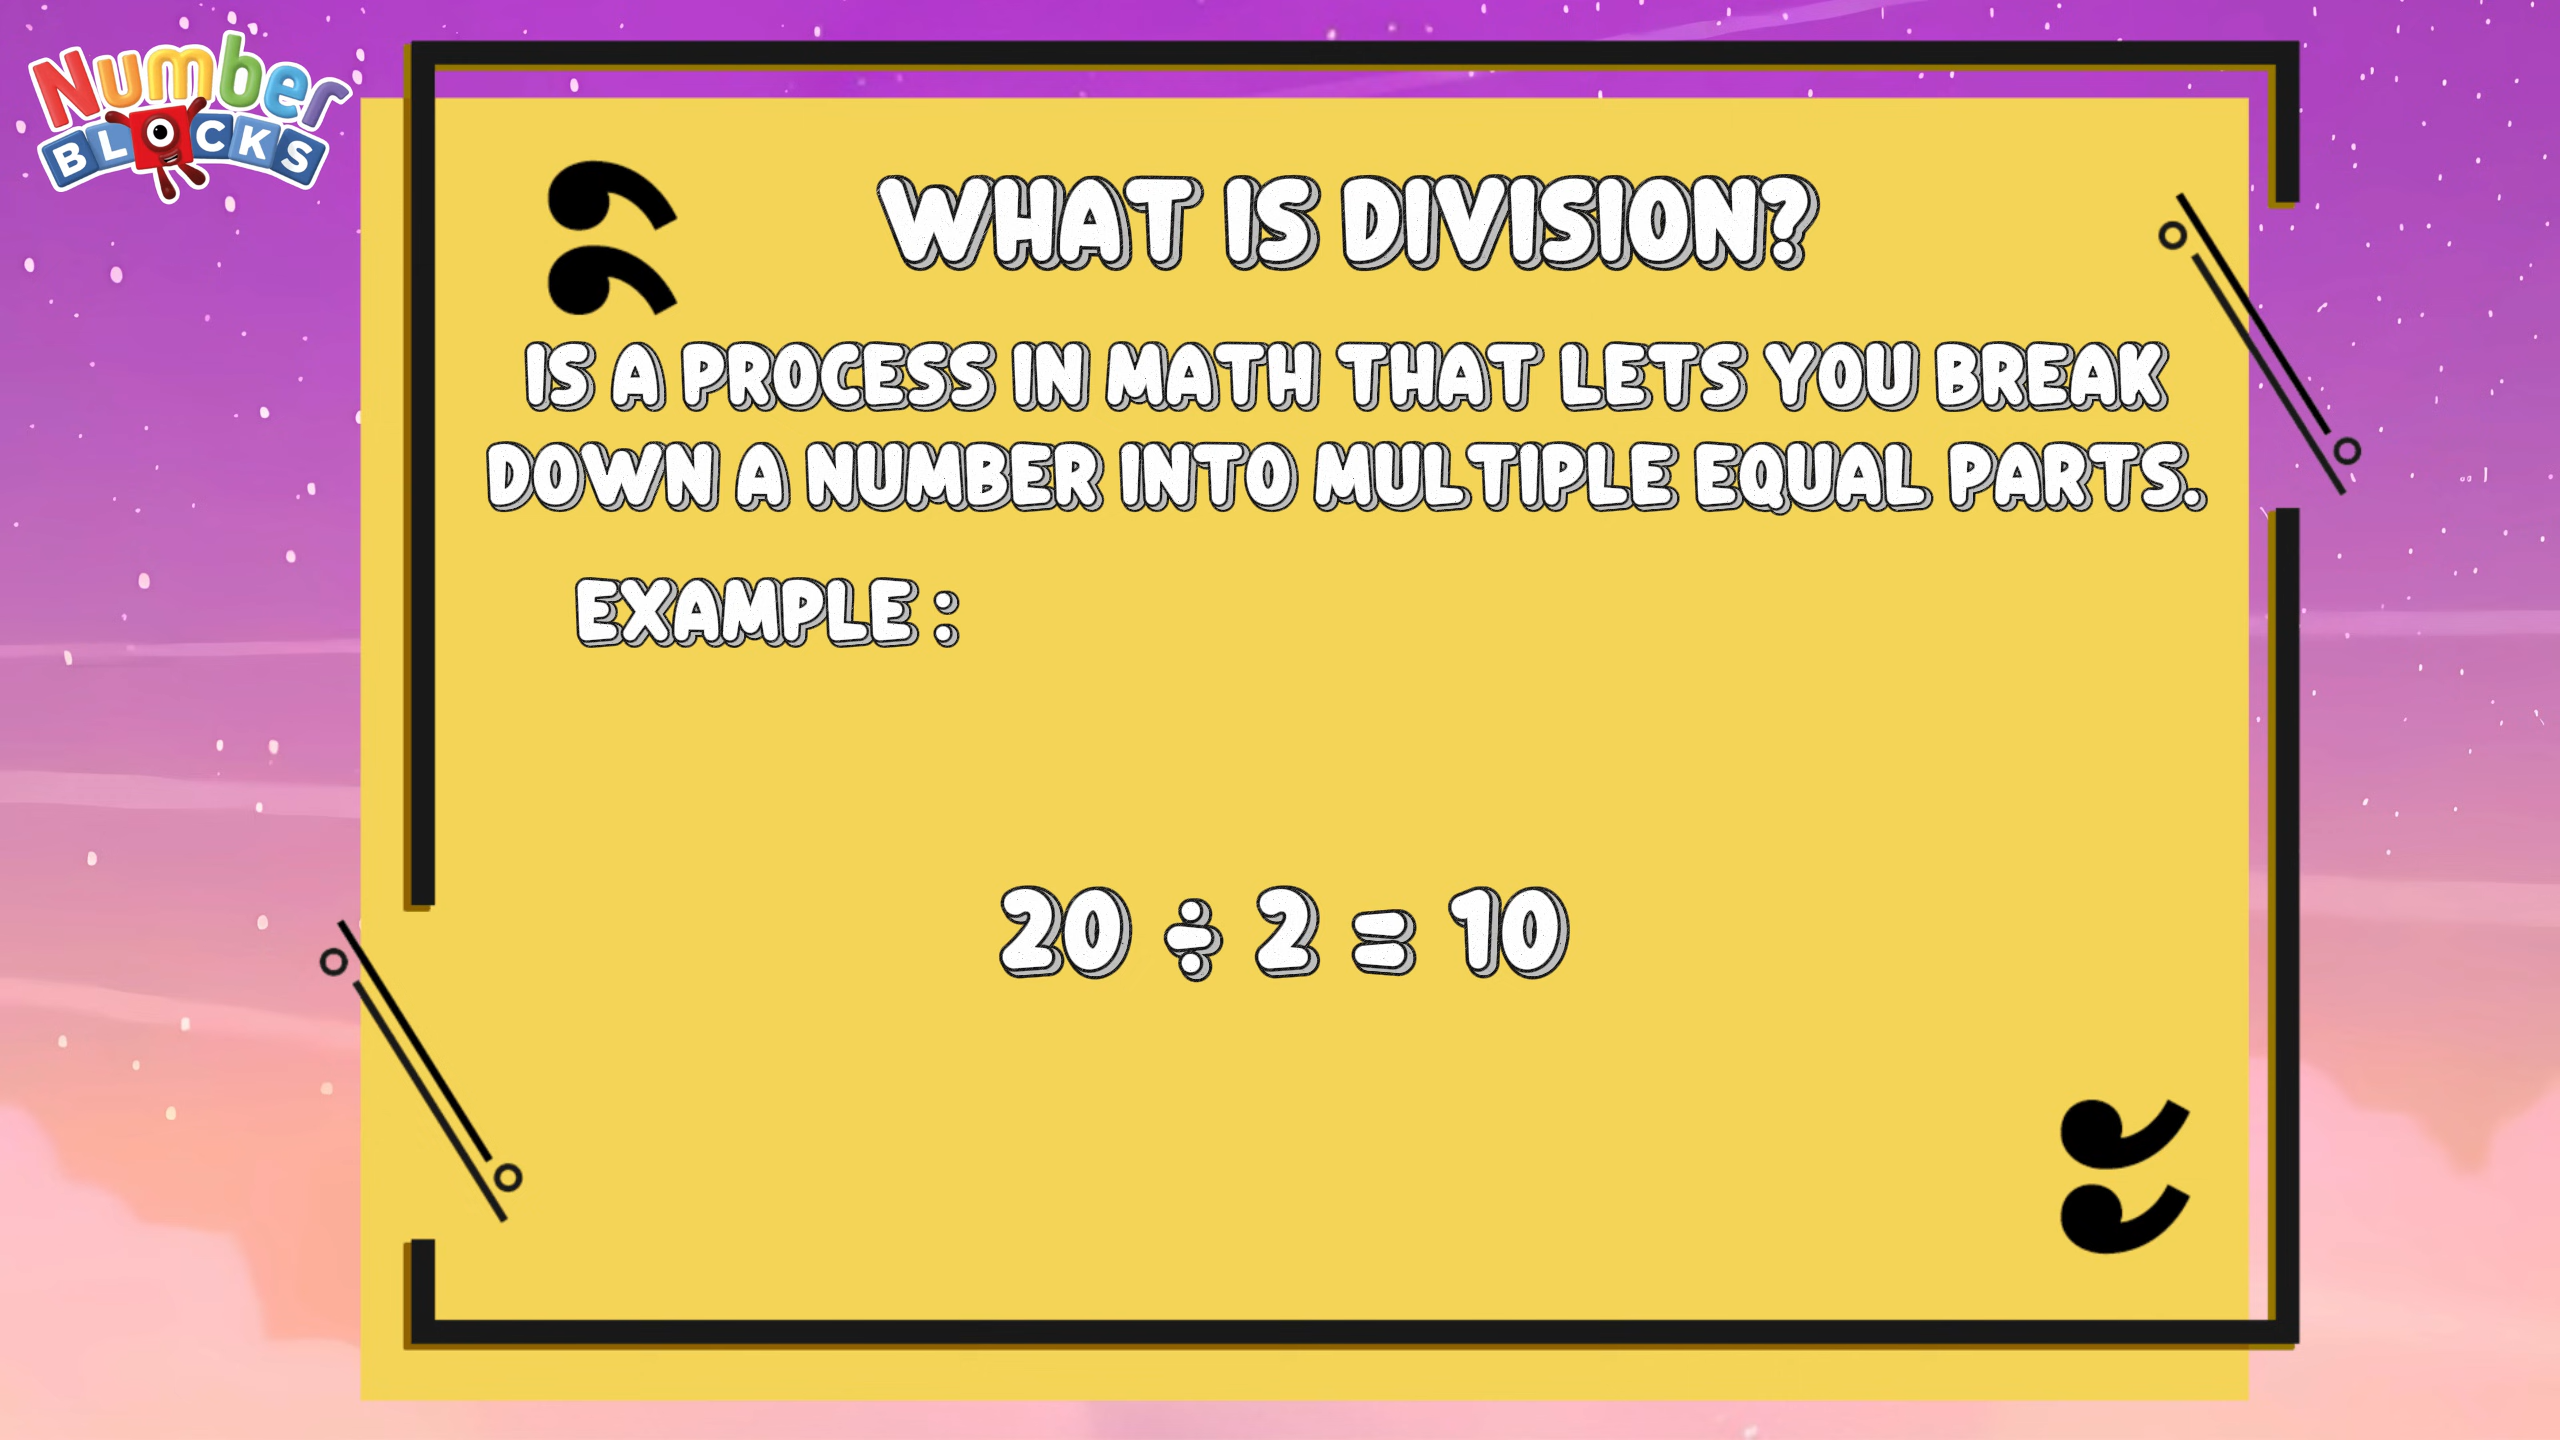 Number
BLOCKS
WHAT IS DIVISION?
IS A PROCESS IN MATH THAT LETS YOU BREAK
DOWN A NUMBER INTO MULTIPLE EQUAL PARTS.
EXAMPLE :
20 ÷ 2 = 10